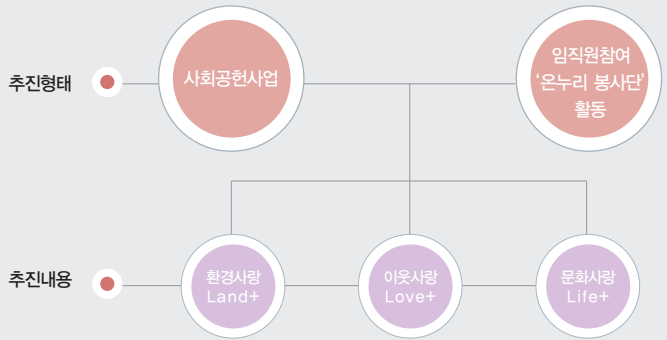 추진형태
사회공헌사업
임직원참여
‘온누리 봉사단’
활동
추진내용
환경사랑
Land+
이웃사랑
Love+
문화사랑
Life+